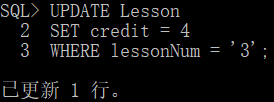 SQL> UPDATE Lesson
  2  SET credit = 4
  3  WHERE lessonNum = '3';
已更新 1 行。